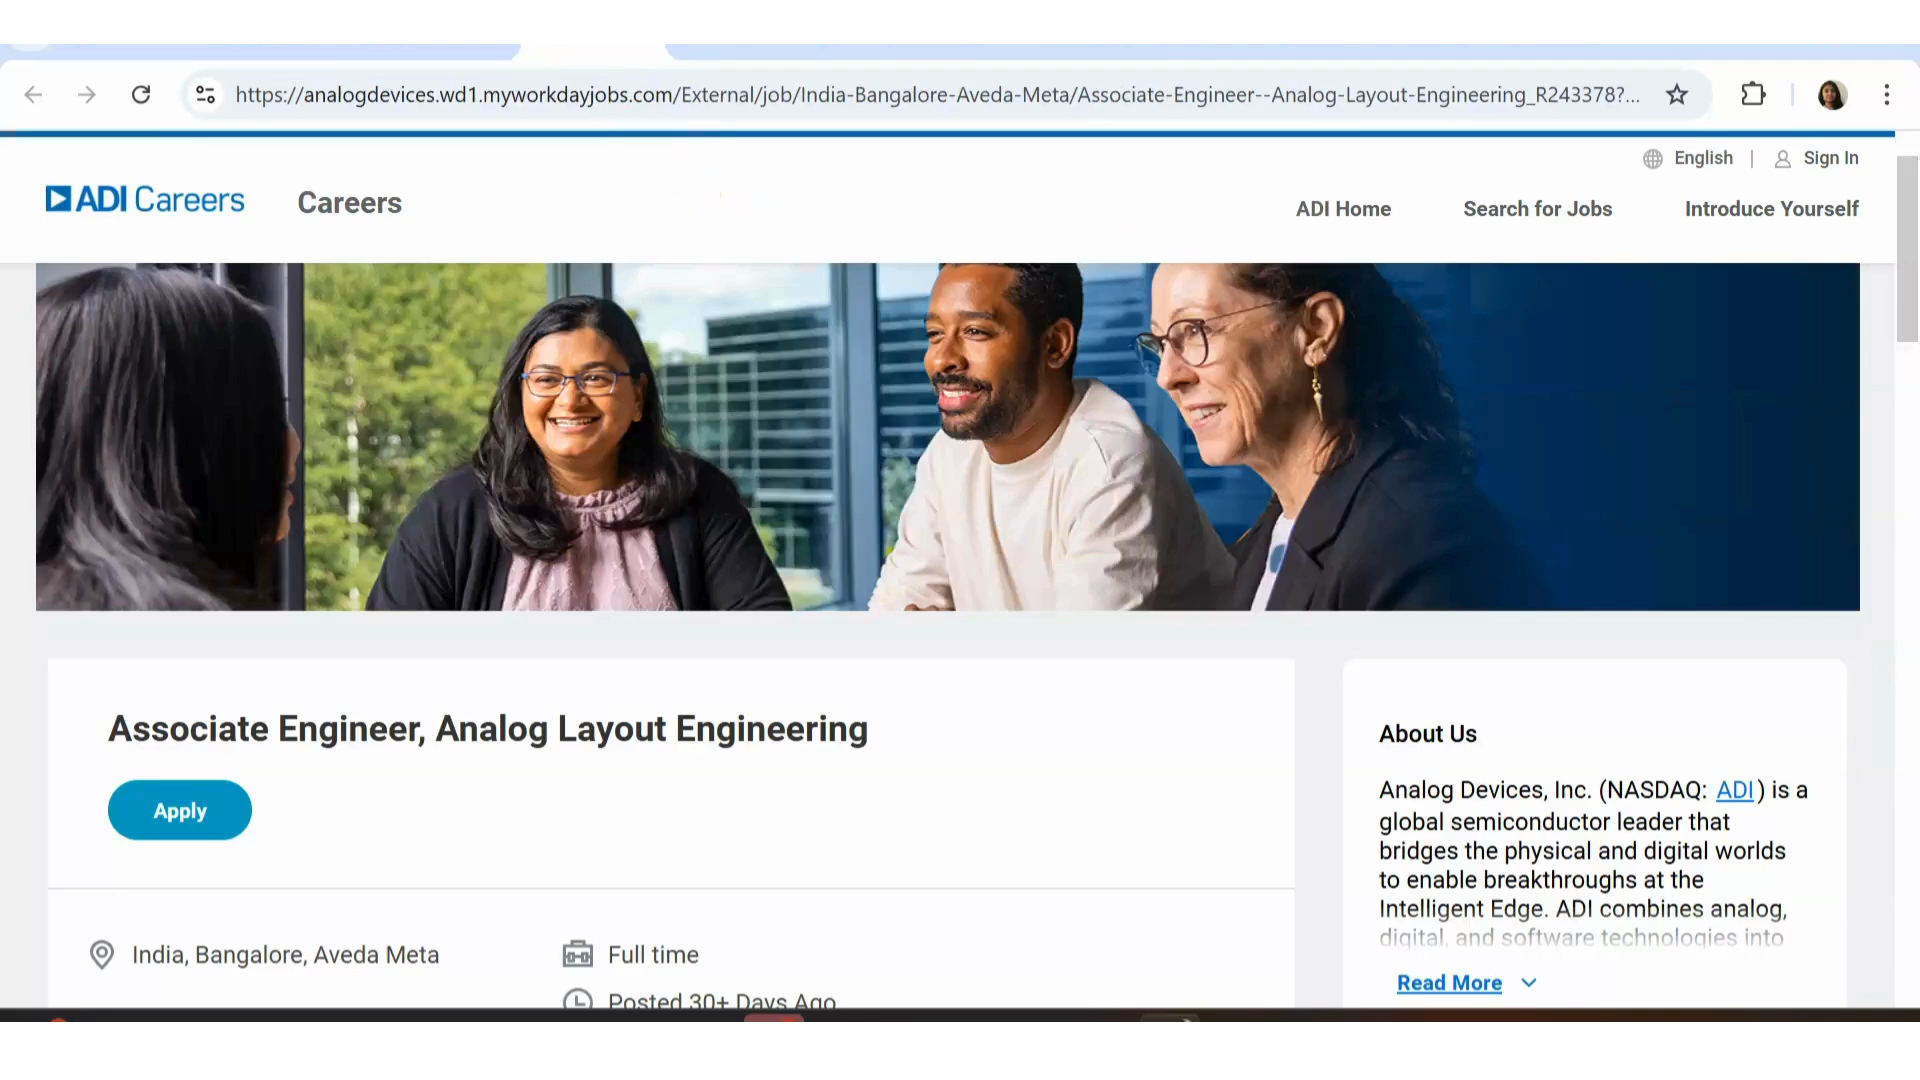 https://analogdevices.wd1.myworkdayjobs.com/External/job/India-Bangalore-Aveda-Meta/Associate-Engineer--Analog-Layout-Engineering_R243378?...
English | Sign In
ADI Careers
Careers
ADI Home
Search for Jobs
Introduce Yourself
Associate Engineer, Analog Layout Engineering
Apply
India, Bangalore, Aveda Meta
Full time
Posted 30+ Days Ago
About Us
Analog Devices, Inc. (NASDAQ: ADI) is a
global semiconductor leader that
bridges the physical and digital worlds
to enable breakthroughs at the
Intelligent Edge. ADI combines analog,
digital, and software technologies into
Read More